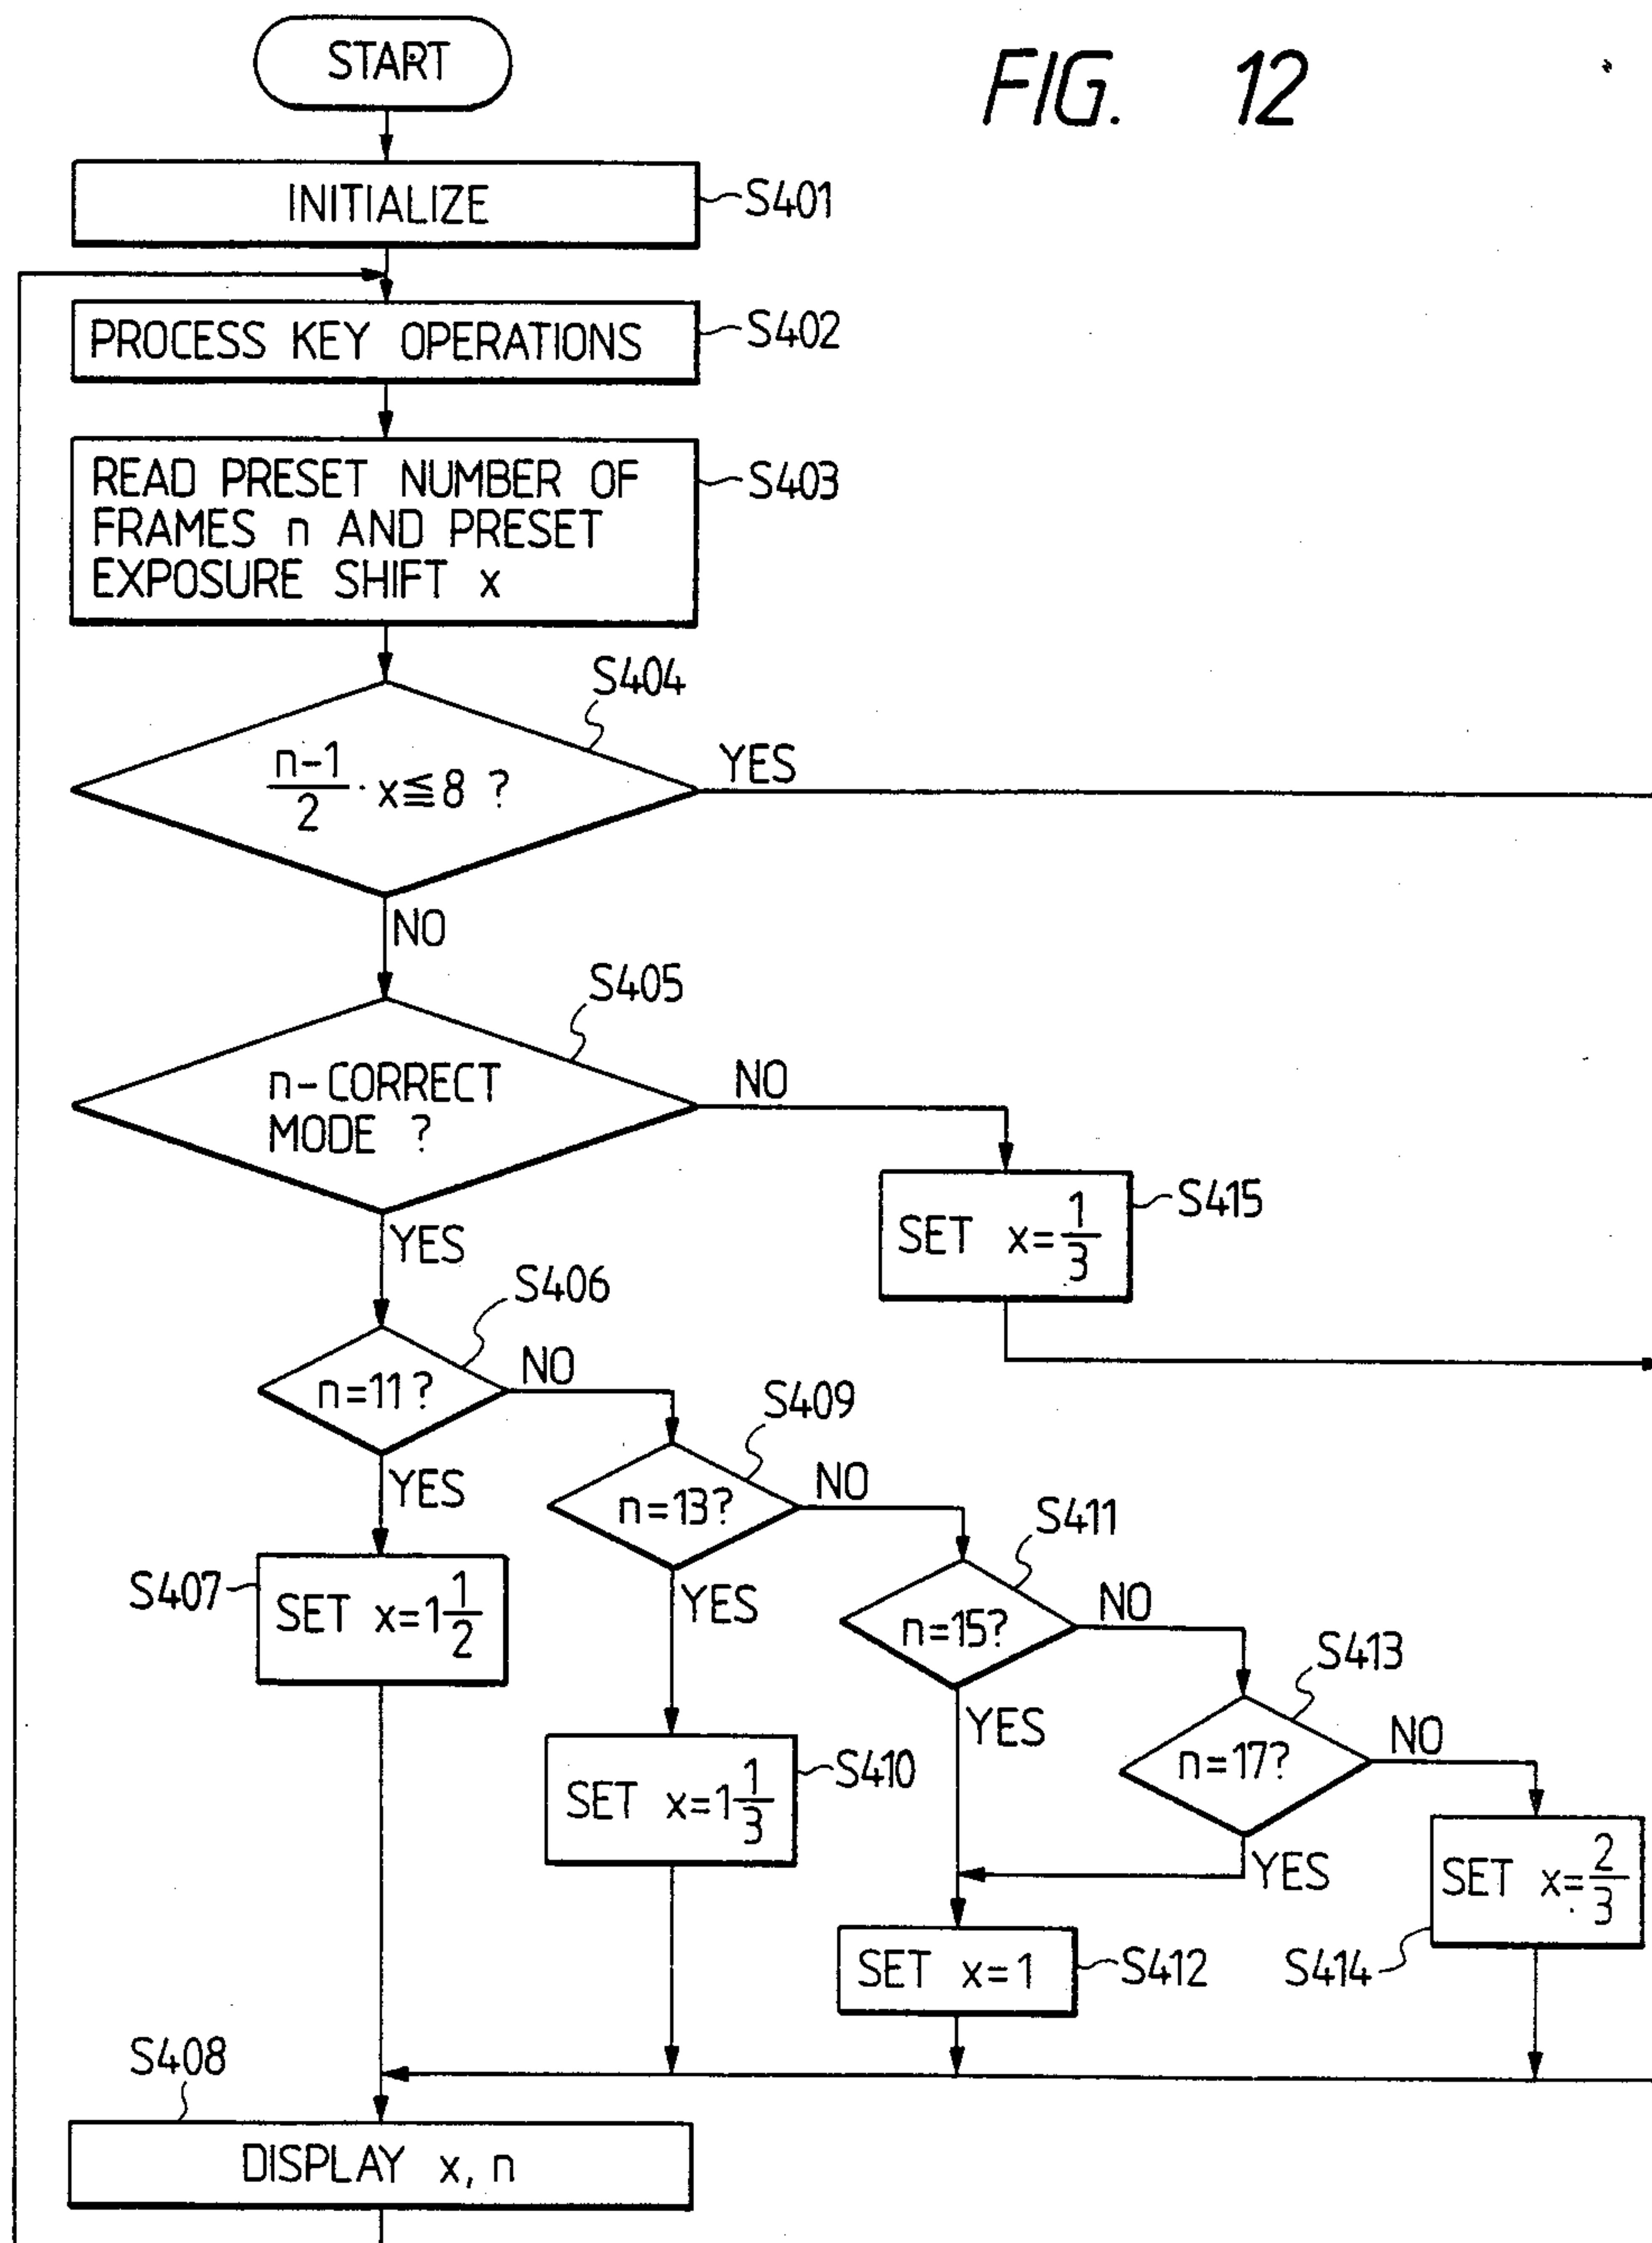 FIG. 12
START
INITIALIZE
S401
PROCESS KEY OPERATIONS
S402
READ PRESET NUMBER OF
FRAMES n AND PRESET
EXPOSURE SHIFT x
S403
S404
n-1/2 · x≦8 ?
YES
NO
S405
n-CORRECT
MODE ?
NO
YES
SET x=1/3
S415
S406
n=11?
NO
YES
S409
n=13?
NO
YES
S407
SET x=1 1/2
S411
n=15?
NO
YES
S413
n=17?
NO
YES
SET x=1 1/3
S410
SET x=2/3
S414
SET x=1
S412
S408
DISPLAY x, n